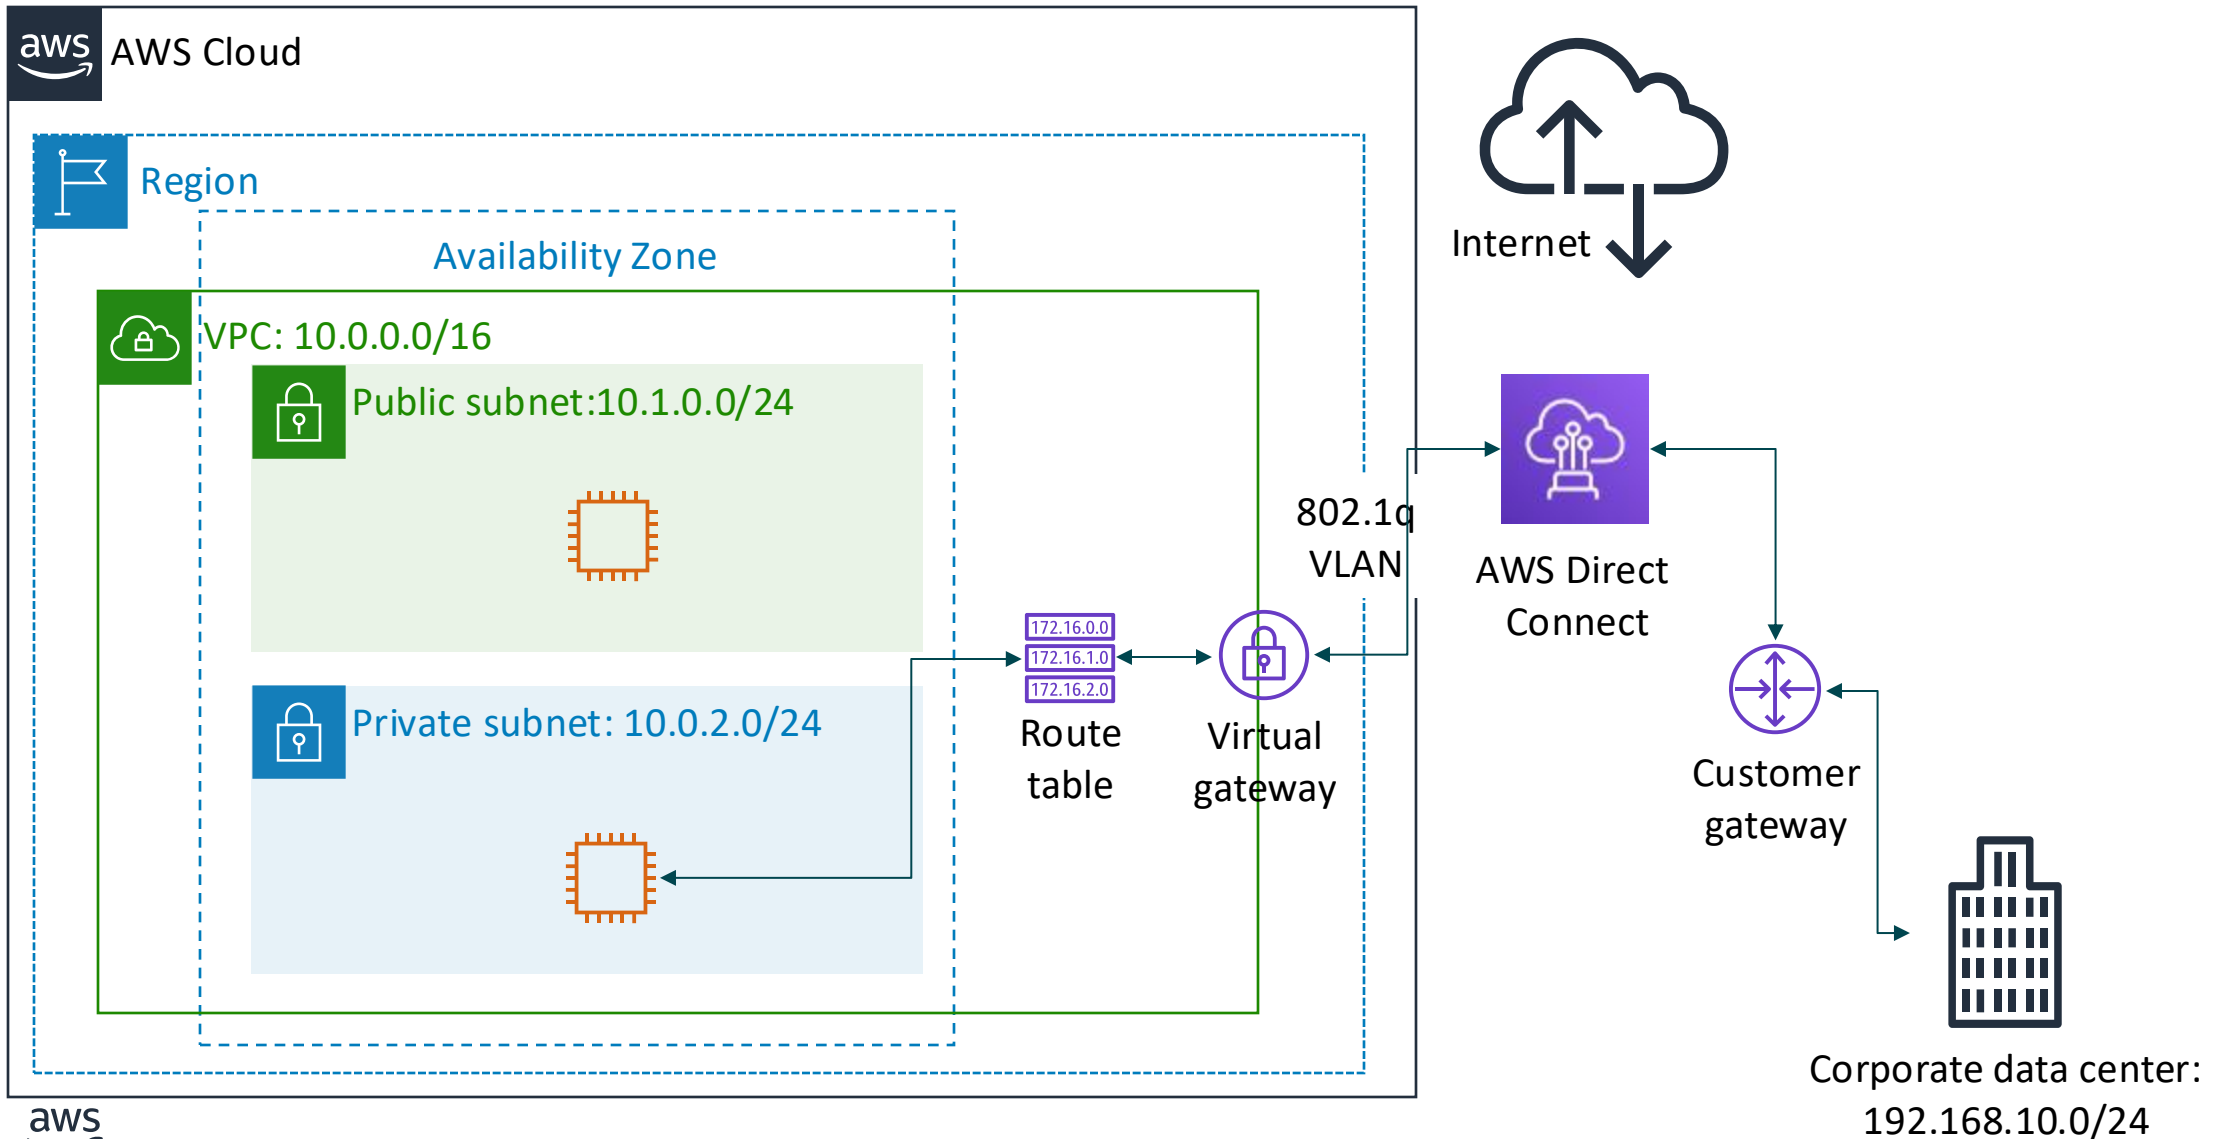 aws
AWS Cloud
Region
Availability Zone
VPC: 10.0.0.0/16
Public subnet:10.1.0.0/24
Private subnet: 10.0.2.0/24
172.16.0.0
172.16.1.0
172.16.2.0
Route
table
Virtual
gateway
802.1q
VLAN
Internet
AWS Direct
Connect
Customer
gateway
Corporate data center:
192.168.10.0/24
aws